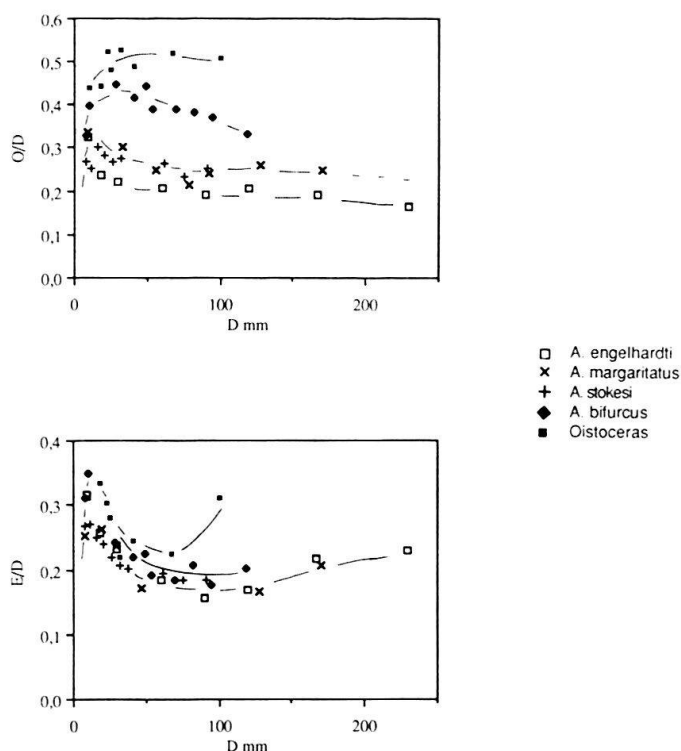 0,6
0,5
0,4
0,3
0,2
0,1
0,0
O/D
0
100
200
D mm
A. engelhardti
A. margaritatus
A. stokesi
A. bifurcus
Oistoceras
0,4
0,3
0,2
0,1
0,0
E/D
0
100
200
D mm